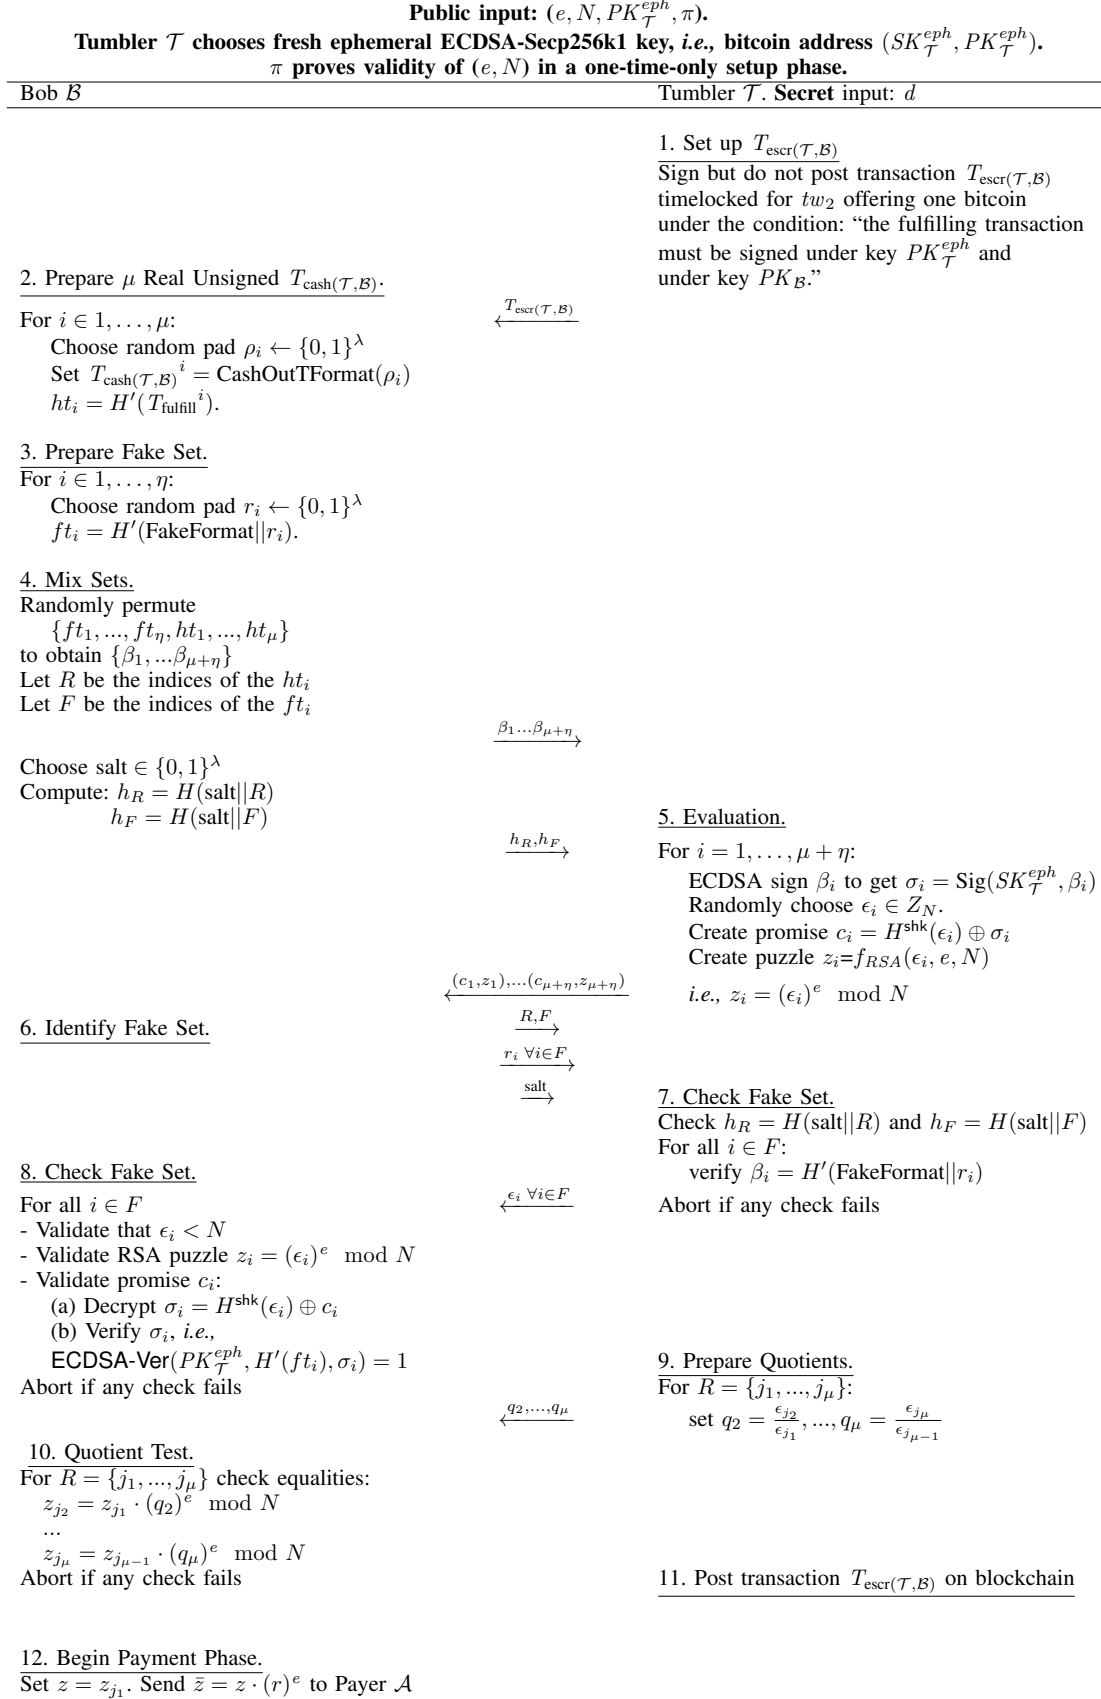 Public input: (e, N, PK_𝒯^eph, π).
Tumbler 𝒯 chooses fresh ephemeral ECDSA-Secp256k1 key, i.e., bitcoin address (SK_𝒯^eph, PK_𝒯^eph).
π proves validity of (e, N) in a one-time-only setup phase.
Bob ℬ
Tumbler 𝒯. Secret input: d
1. Set up T_escr(𝒯,ℬ)
Sign but do not post transaction T_escr(𝒯,ℬ)
timelocked for tw_2 offering one bitcoin
under the condition: “the fulfilling transaction
must be signed under key PK_𝒯^eph and
under key PK_ℬ.”
2. Prepare μ Real Unsigned T_cash(𝒯,ℬ).
T_escr(𝒯,ℬ)
←
For i ∈ 1, . . . , μ:
Choose random pad ρ_i ← {0, 1}^λ
Set T_cash(𝒯,ℬ)^i = CashOutTFormat(ρ_i)
ht_i = H′(T_fulfill^i).
3. Prepare Fake Set.
For i ∈ 1, . . . , η:
Choose random pad r_i ← {0, 1}^λ
ft_i = H′(FakeFormat||r_i).
4. Mix Sets.
Randomly permute
{ft_1, ..., ft_η, ht_1, ..., ht_μ}
to obtain {β_1, ...β_μ+η}
Let R be the indices of the ht_i
Let F be the indices of the ft_i
β_1...β_μ+η
→
Choose salt ∈ {0, 1}^λ
Compute: h_R = H(salt||R)
h_F = H(salt||F)
h_R,h_F
→
5. Evaluation.
For i = 1, . . . , μ + η:
ECDSA sign β_i to get σ_i = Sig(SK_𝒯^eph, β_i)
Randomly choose ϵ_i ∈ Z_N.
Create promise c_i = H^shk(ϵ_i) ⊕ σ_i
Create puzzle z_i=f_RSA(ϵ_i, e, N)
i.e., z_i = (ϵ_i)^e mod N
(c_1,z_1),...(c_μ+η,z_μ+η)
←
6. Identify Fake Set.
R,F
→
r_i ∀i∈F
→
salt
→
7. Check Fake Set.
Check h_R = H(salt||R) and h_F = H(salt||F)
For all i ∈ F:
verify β_i = H′(FakeFormat||r_i)
Abort if any check fails
ϵ_i ∀i∈F
←
8. Check Fake Set.
For all i ∈ F
- Validate that ϵ_i < N
- Validate RSA puzzle z_i = (ϵ_i)^e mod N
- Validate promise c_i:
(a) Decrypt σ_i = H^shk(ϵ_i) ⊕ c_i
(b) Verify σ_i, i.e.,
ECDSA-Ver(PK_𝒯^eph, H′(ft_i), σ_i) = 1
Abort if any check fails
9. Prepare Quotients.
For R = {j_1, ..., j_μ}:
set q_2 = ϵ_j_2/ϵ_j_1, ..., q_μ = ϵ_j_μ/ϵ_j_μ−1
q_2,...,q_μ
←
10. Quotient Test.
For R = {j_1, ..., j_μ} check equalities:
z_j_2 = z_j_1 · (q_2)^e mod N
...
z_j_μ = z_j_μ−1 · (q_μ)^e mod N
Abort if any check fails
11. Post transaction T_escr(𝒯,ℬ) on blockchain
12. Begin Payment Phase.
Set z = z_j_1. Send z̄ = z · (r)^e to Payer 𝒜